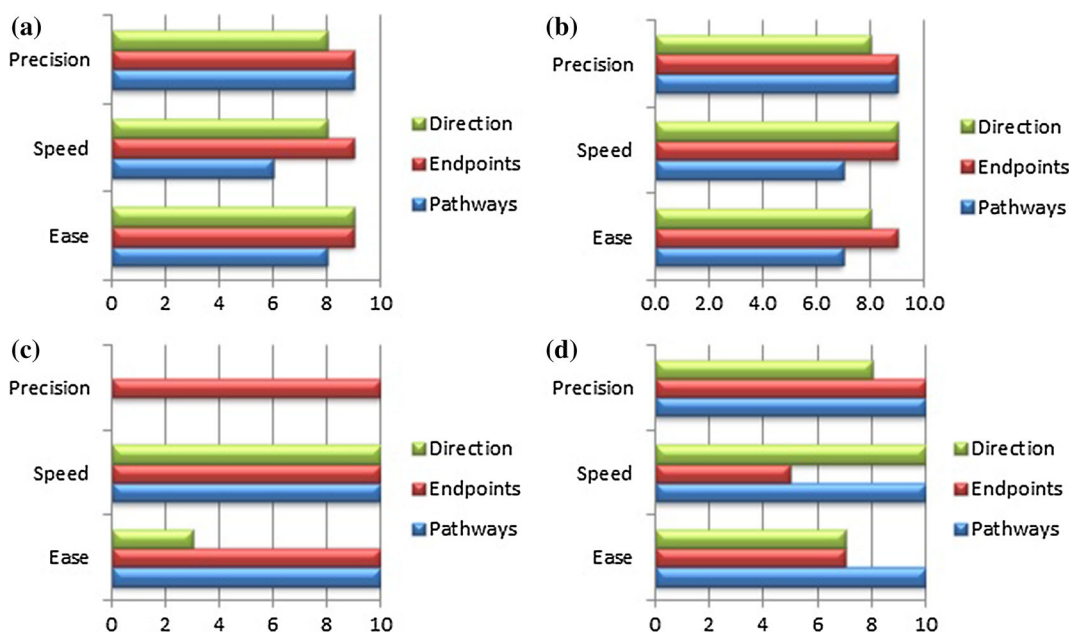 (a)
Precision
Speed
Ease
0 2 4 6 8 10
Direction
Endpoints
Pathways
(b)
Precision
Speed
Ease
0.0 2.0 4.0 6.0 8.0 10.0
Direction
Endpoints
Pathways
(c)
Precision
Speed
Ease
0 2 4 6 8 10
Direction
Endpoints
Pathways
(d)
Precision
Speed
Ease
0 2 4 6 8 10
Direction
Endpoints
Pathways